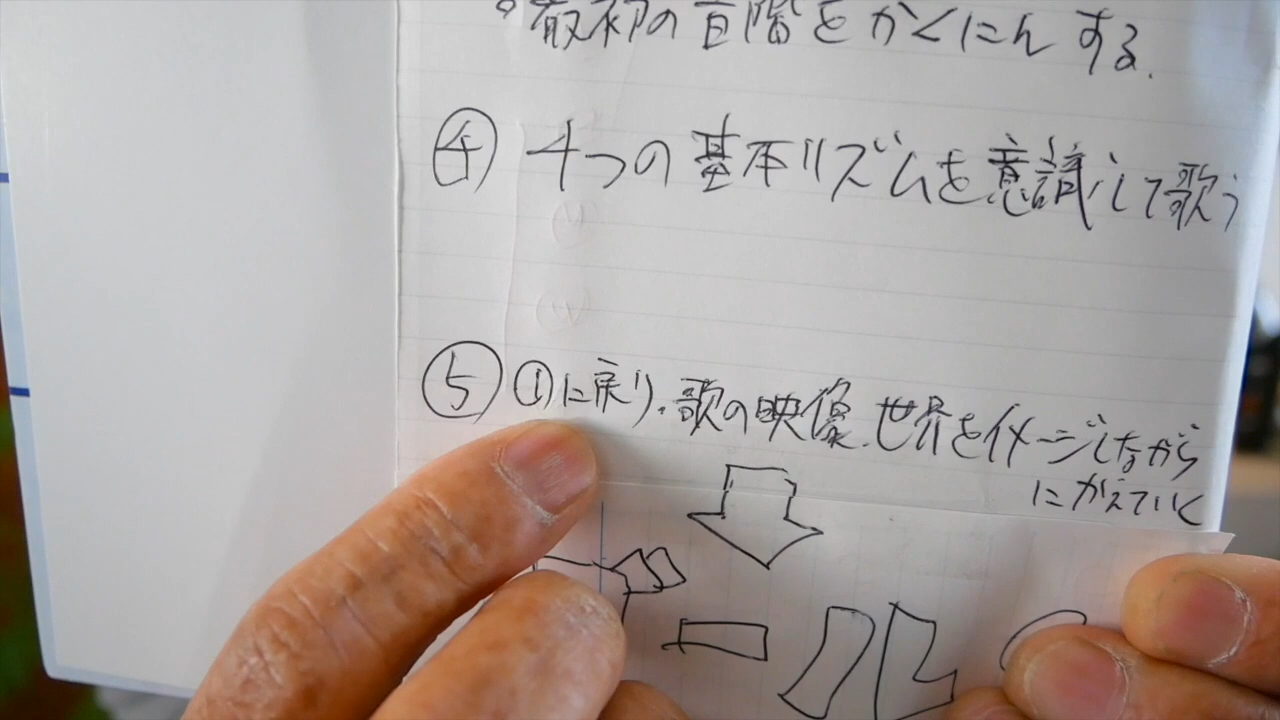 最初の音階をかくにんする.
④ 4つの基本リズムを意識して歌う
⑤ ①に戻り、歌の映像、世界をイメージしながら
にがえていく